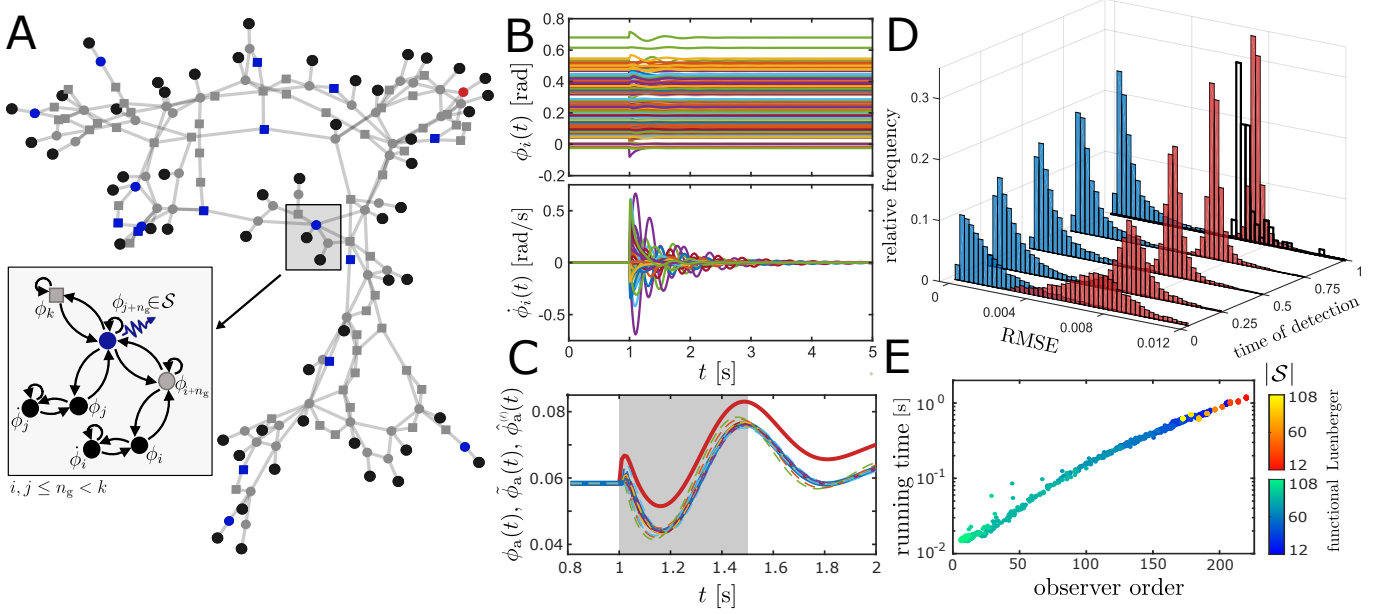 A
ϕ_k
ϕ_{j+n_g}∈𝒮
ϕ_{i+n_g}
ϕ̇_j
ϕ_j
ϕ̇_i
ϕ_i
i, j ≤ n_g < k
B
ϕ_i(t) [rad]
0.8
0.6
0.4
0.2
0
-0.2
ϕ̇_i(t) [rad/s]
0.5
0
-0.5
0 1 2 3 4 5
t [s]
C
ϕ_a(t), ϕ̃_a(t), ϕ̂_a^{(i)}(t)
0.08
0.06
0.04
0.8 1 1.2 1.4 1.6 1.8 2
t [s]
D
relative frequency
0.3
0.2
0.1
0
0 0.004 0.008 0.012
RMSE
0 0.25 0.5 0.75 1
time of detection
E
running time [s]
10^0
10^{-1}
10^{-2}
0 50 100 150 200
observer order
|𝒮|
108
60
12
108
60
12
functional Luenberger